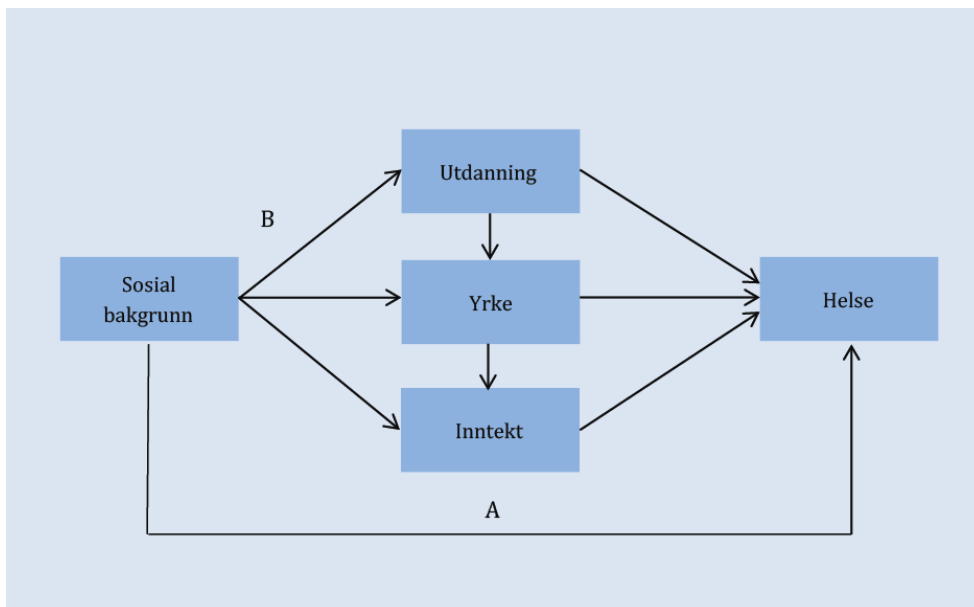 Utdanning
B
Sosial
bakgrunn
Yrke
Helse
Inntekt
A